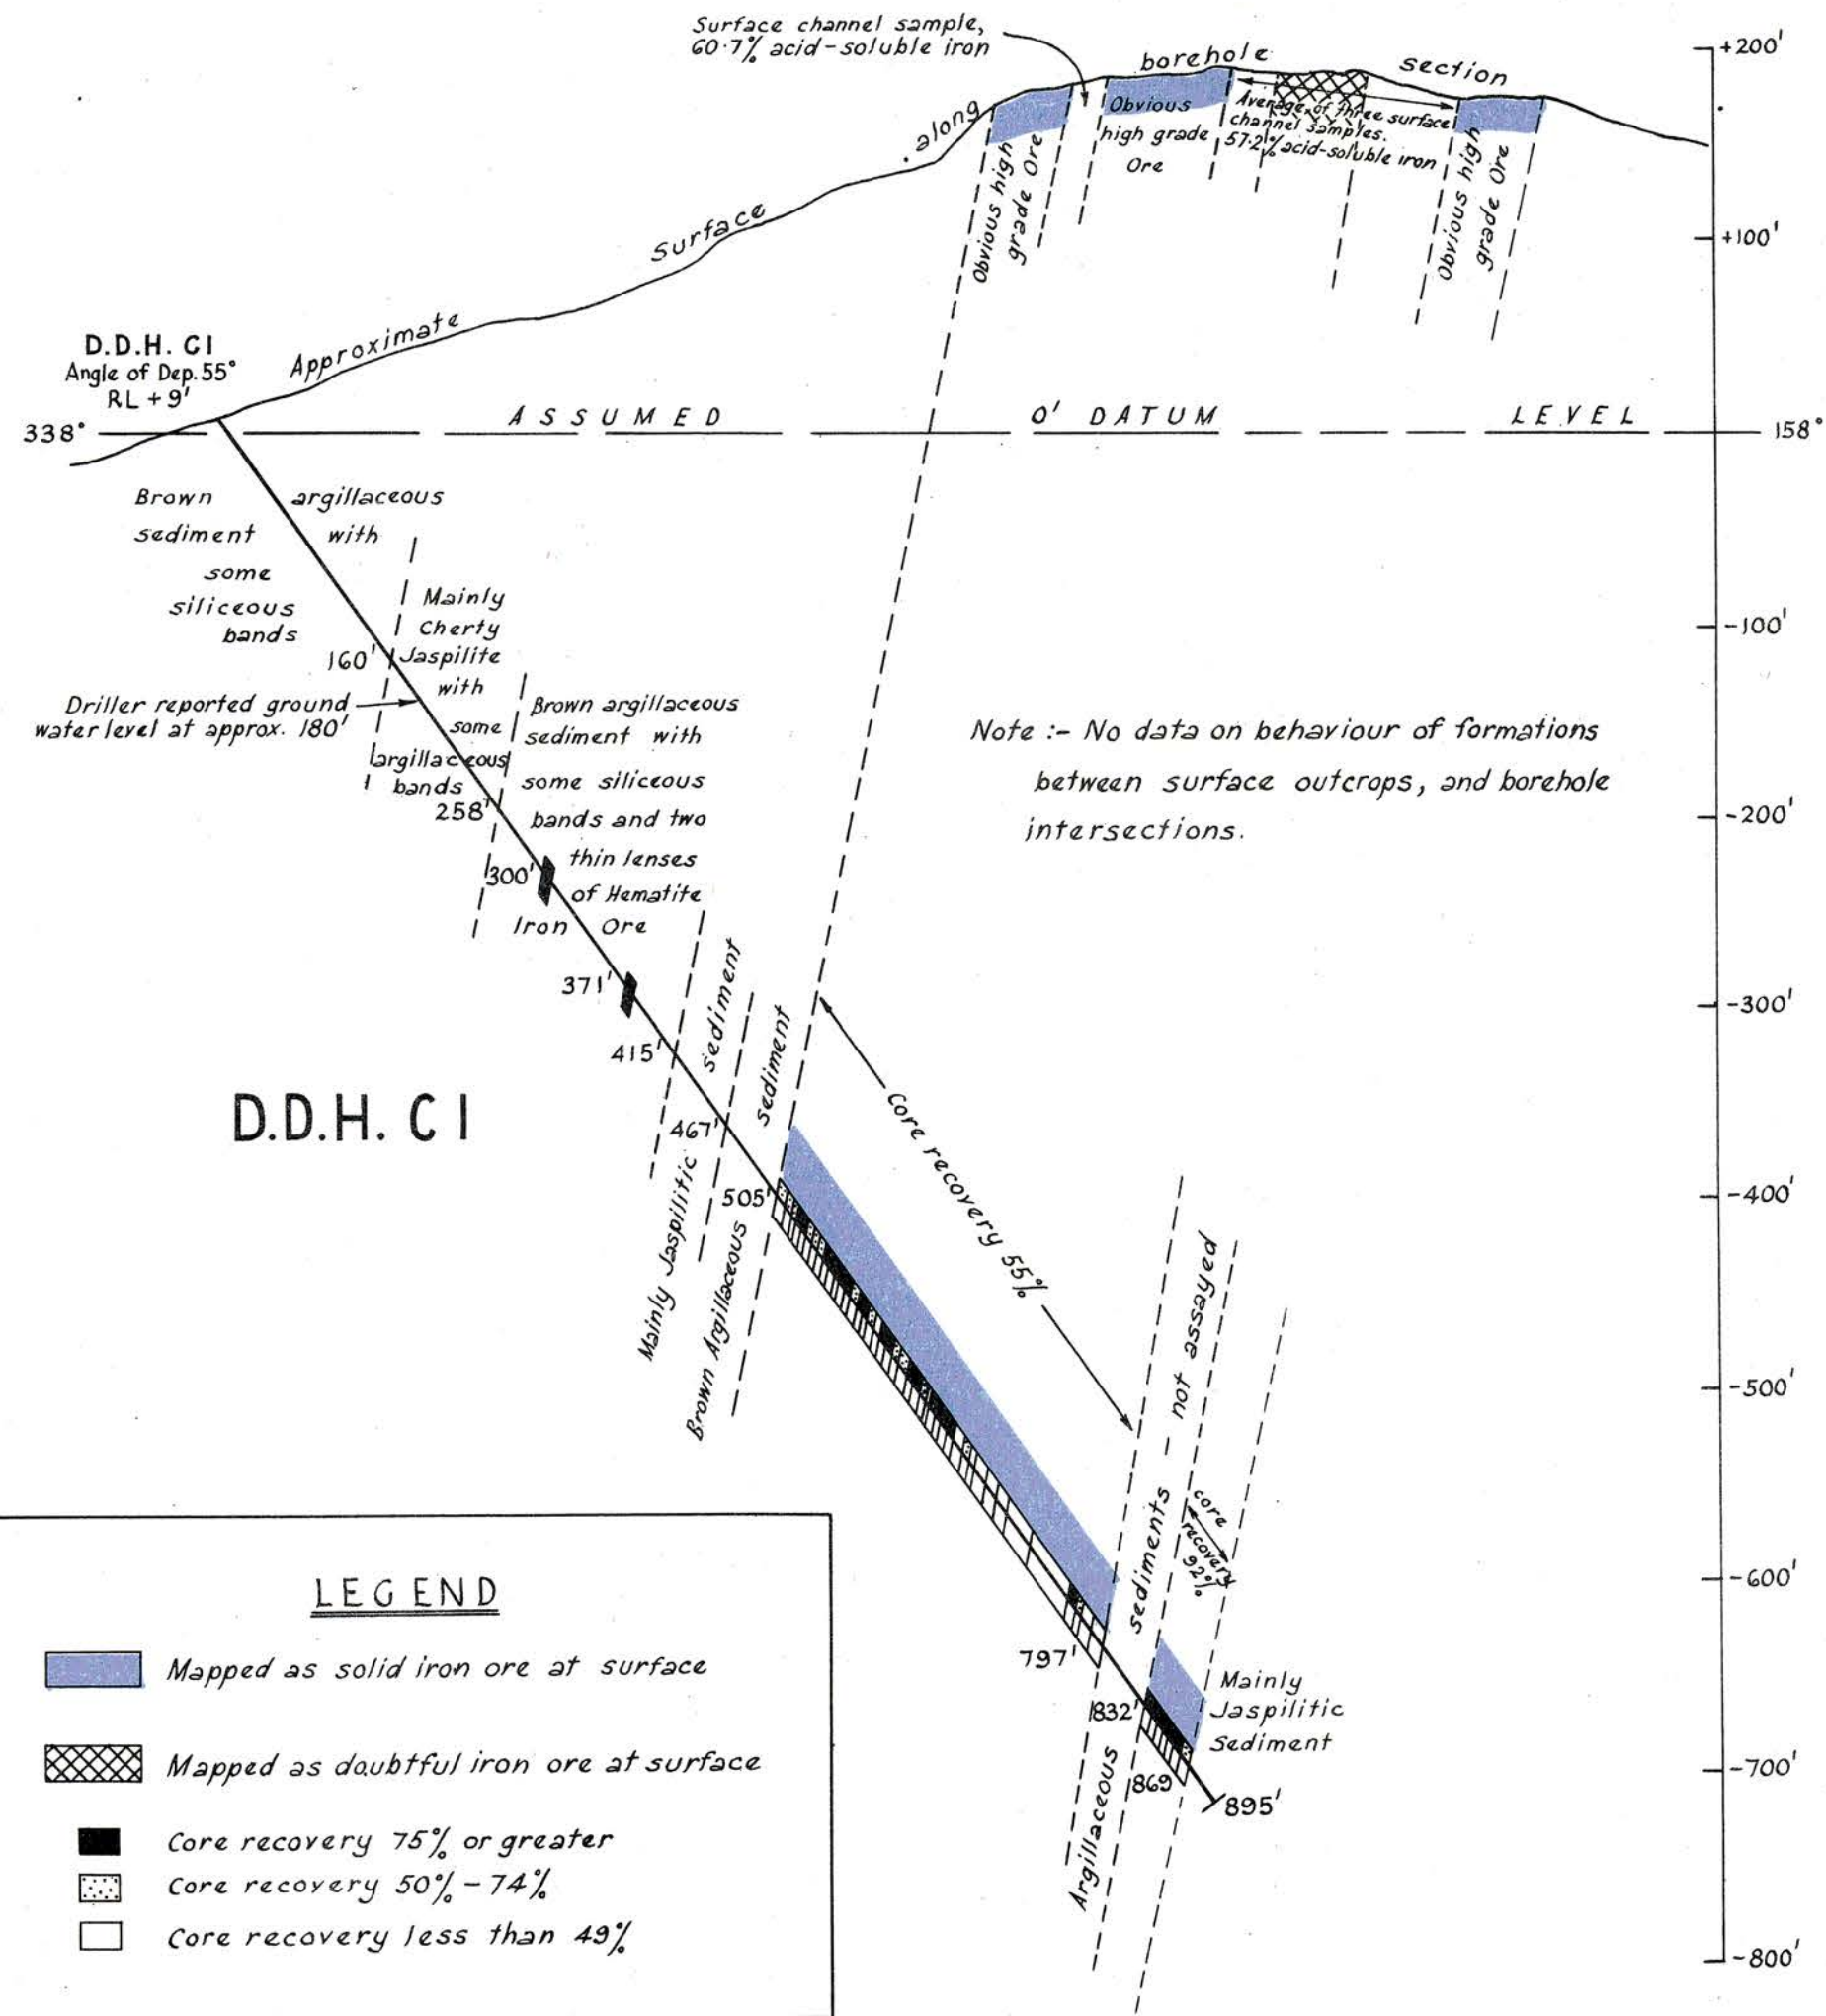 Surface channel sample,
60·7% acid-soluble iron
Approximate Surface along borehole section
Obvious high
grade Ore
Obvious
high grade
Ore
Average of three surface
channel samples.
57·2% acid-soluble iron
Obvious high
grade Ore
+200'
+100'
D.D.H. C1
Angle of Dep. 55°
RL + 9'
338°
ASSUMED O' DATUM LEVEL
158°
Brown argillaceous
sediment with
some
siliceous
bands
Mainly
Cherty
Jaspilite
with
some
argillaceous
bands
160'
Driller reported ground
water level at approx. 180'
258'
Brown argillaceous
sediment with
some siliceous
bands and two
thin lenses
of Hematite
Iron Ore
300'
371'
415'
467'
505'
Mainly Jaspilitic sediment
Brown Argillaceous sediment
Note :- No data on behaviour of formations
between surface outcrops, and borehole
intersections.
D.D.H. C1
Core recovery 55%
Argillaceous sediments - not assayed
core
recovery
92%
797'
832'
869
895'
Mainly
Jaspilitic
Sediment
-100'
-200'
-300'
-400'
-500'
-600'
-700'
-800'
LEGEND
Mapped as solid iron ore at surface
Mapped as doubtful iron ore at surface
Core recovery 75% or greater
Core recovery 50% - 74%
Core recovery less than 49%